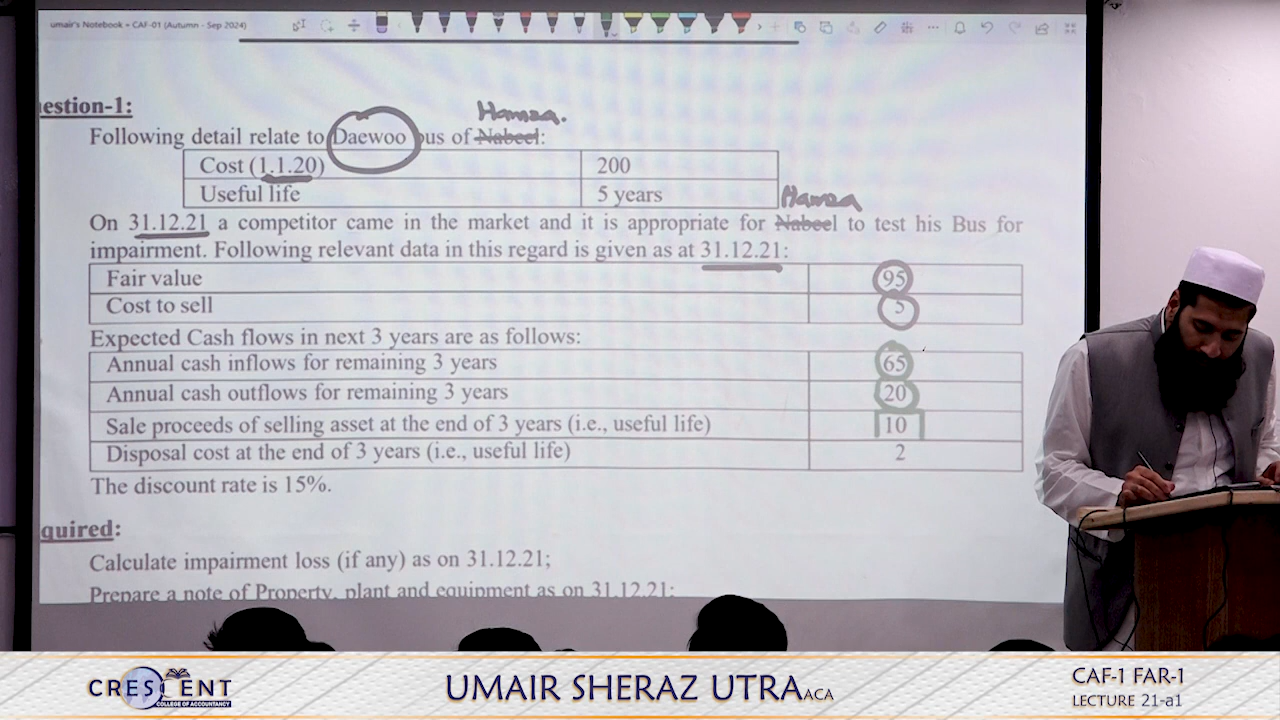 umair's Notebook – CAF-01 (Autumn - Sep 2024)
estion-1:
Hamza.
Following detail relate to Daewoo bus of Nabeel:
Cost (1.1.20) 200
Useful life 5 years
Hamza
On 31.12.21 a competitor came in the market and it is appropriate for Nabeel to test his Bus for
impairment. Following relevant data in this regard is given as at 31.12.21:
Fair value 95
Cost to sell 5
Expected Cash flows in next 3 years are as follows:
Annual cash inflows for remaining 3 years 65
Annual cash outflows for remaining 3 years 20
Sale proceeds of selling asset at the end of 3 years (i.e., useful life) 10
Disposal cost at the end of 3 years (i.e., useful life) 2
The discount rate is 15%.
quired:
Calculate impairment loss (if any) as on 31.12.21;
Prepare a note of Property, plant and equipment as on 31.12.21;
CRESCENT
COLLEGE OF ACCOUNTANCY
UMAIR SHERAZ UTRA ACA
CAF-1 FAR-1
LECTURE 21-a1